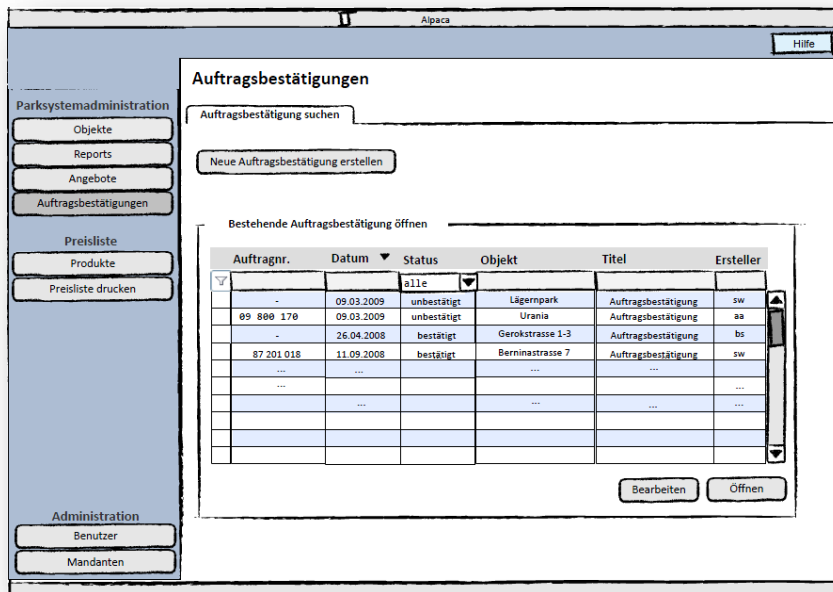 Alpaca
Hilfe
Parksystemadministration
Objekte
Reports
Angebote
Auftragsbestätigungen
Preisliste
Produkte
Preisliste drucken
Administration
Benutzer
Mandanten
Auftragsbestätigungen
Auftragsbestätigung suchen
Neue Auftragsbestätigung erstellen
Bestehende Auftragsbestätigung öffnen
Auftragnr. Datum Status Objekt Titel Ersteller
alle
- 09.03.2009 unbestätigt Lägernpark Auftragsbestätigung sw
09 800 170 09.03.2009 unbestätigt Urania Auftragsbestätigung aa
- 26.04.2008 bestätigt Gerokstrasse 1-3 Auftragsbestätigung bs
87 201 018 11.09.2008 bestätigt Berninastrasse 7 Auftragsbestätigung sw
... ... ... ...
... ...
... ... ... ...
Bearbeiten Öffnen